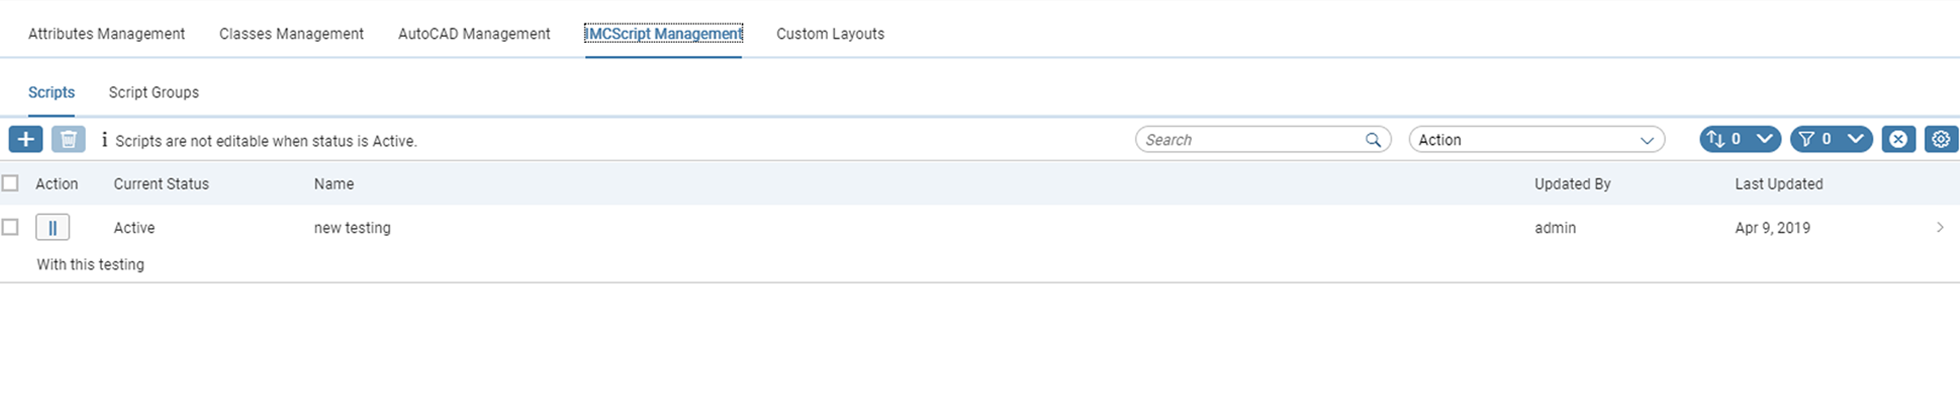 Attributes Management Classes Management AutoCAD Management IMCScript Management Custom Layouts
Scripts Script Groups
Scripts are not editable when status is Active. Search Action 0 0
Action Current Status Name Updated By Last Updated
Active new testing admin Apr 9, 2019
With this testing